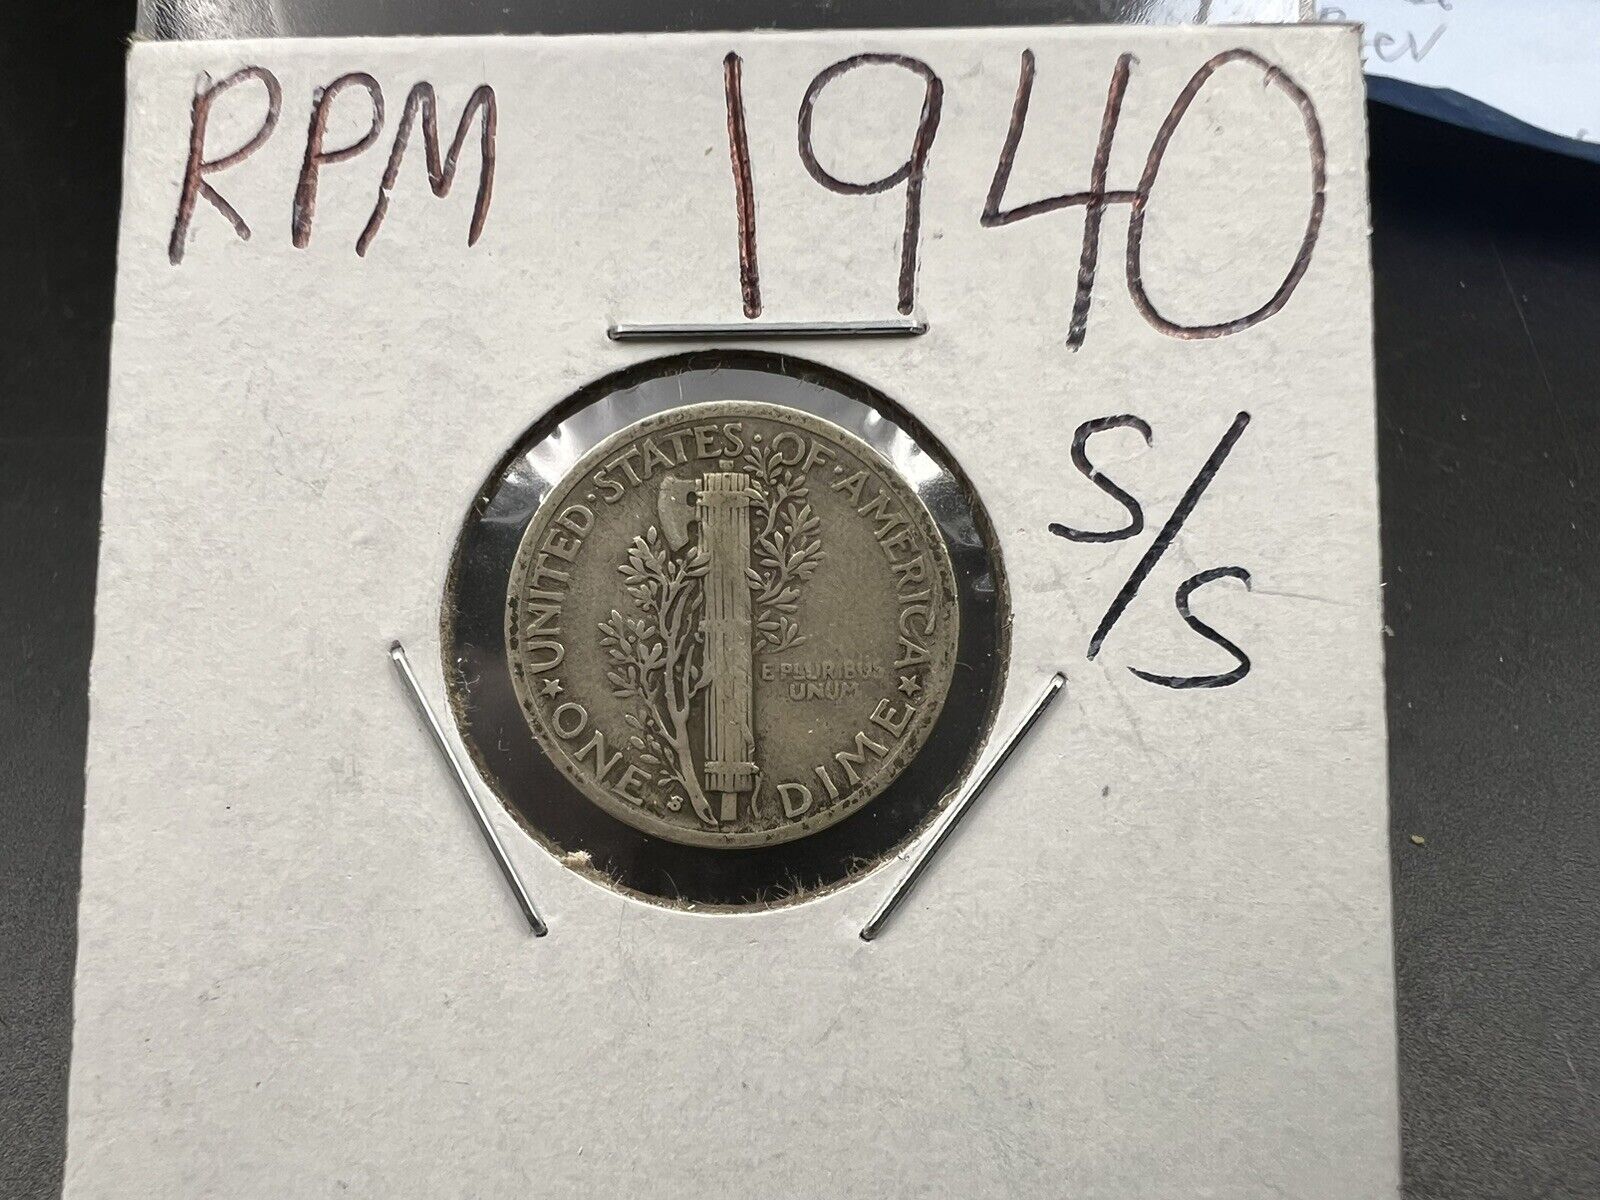 RPM 1940
S/S
UNITED·STATES·OF·AMERICA
E PLURIBUS
UNUM
★ONE DIME★
S